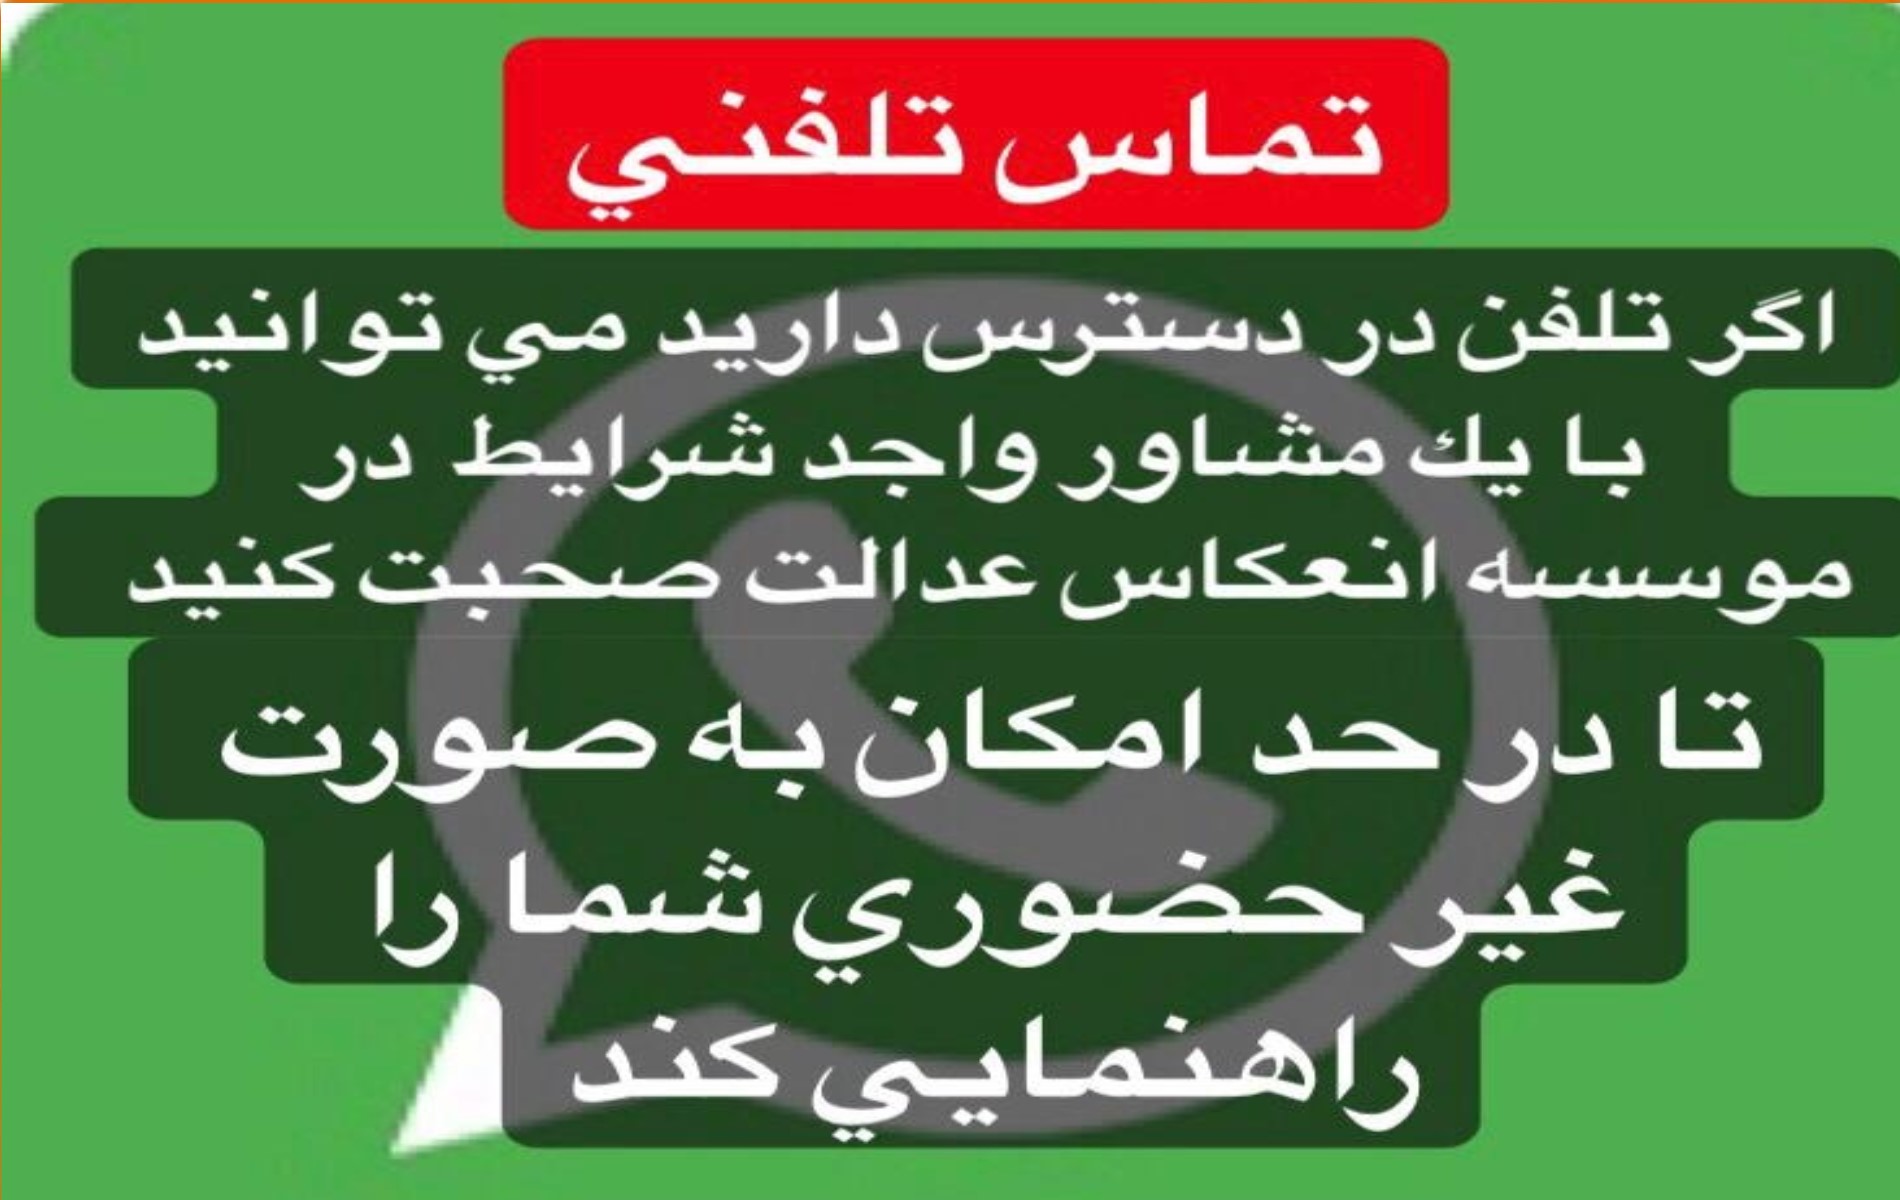 تماس تلفني
اگر تلفن در دسترس داريد مي توانيد
با يك مشاور واجد شرايط در
موسسه انعكاس عدالت صحبت كنيد
تا در حد امكان به صورت
غير حضوري شما را
راهنمايي كند